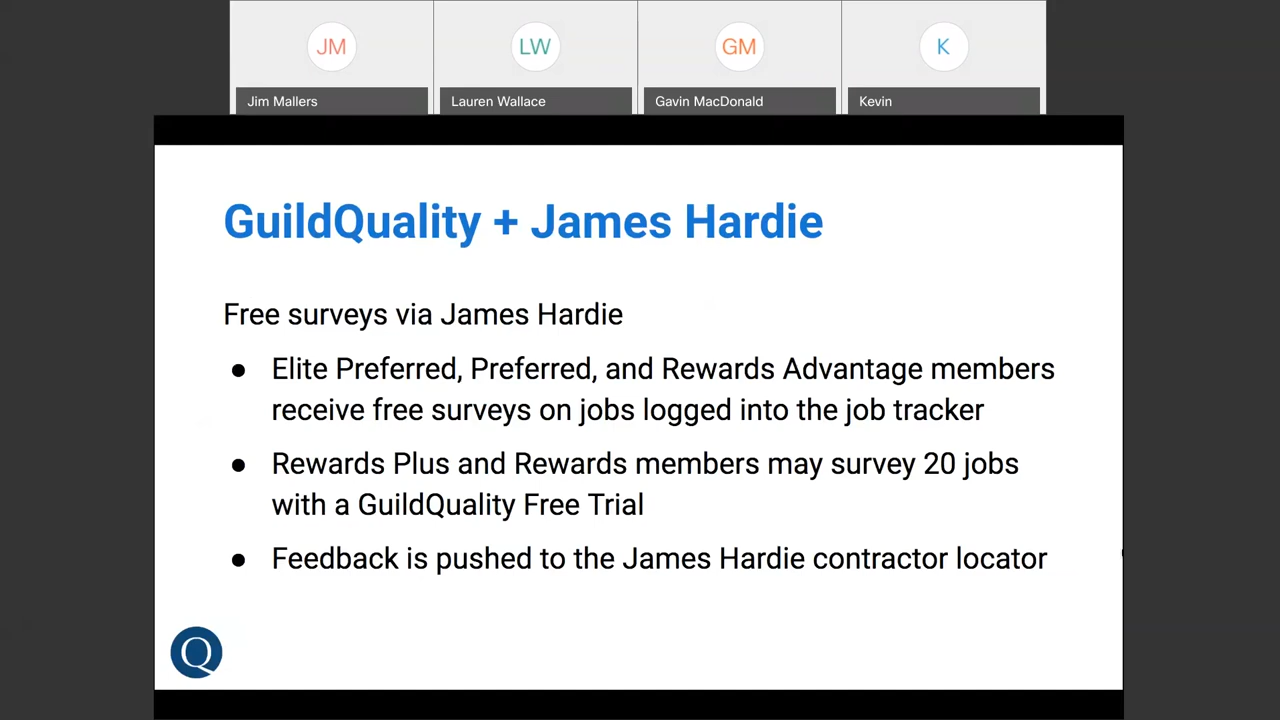 JM
LW
GM
K
Jim Mallers
Lauren Wallace
Gavin MacDonald
Kevin
GuildQuality + James Hardie
Free surveys via James Hardie
● Elite Preferred, Preferred, and Rewards Advantage members
receive free surveys on jobs logged into the job tracker
● Rewards Plus and Rewards members may survey 20 jobs
with a GuildQuality Free Trial
● Feedback is pushed to the James Hardie contractor locator
Q